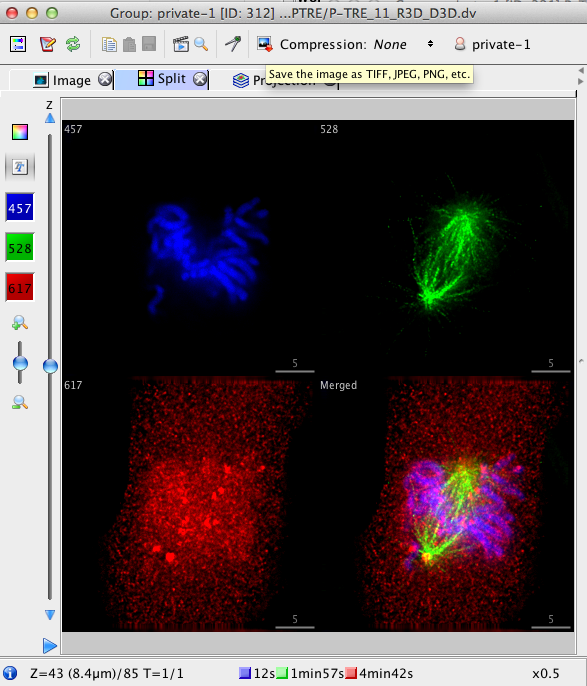 Group: private-1 [ID: 312] ...PTRE/P-TRE_11_R3D_D3D.dv
Compression: None
private-1
Save the image as TIFF, JPEG, PNG, etc.
Image
Split
Z
457
528
457
528
617
5
5
617
Merged
5
5
Z=43 (8.4µm)/85 T=1/1
12s 1min57s 4min42s
x0.5